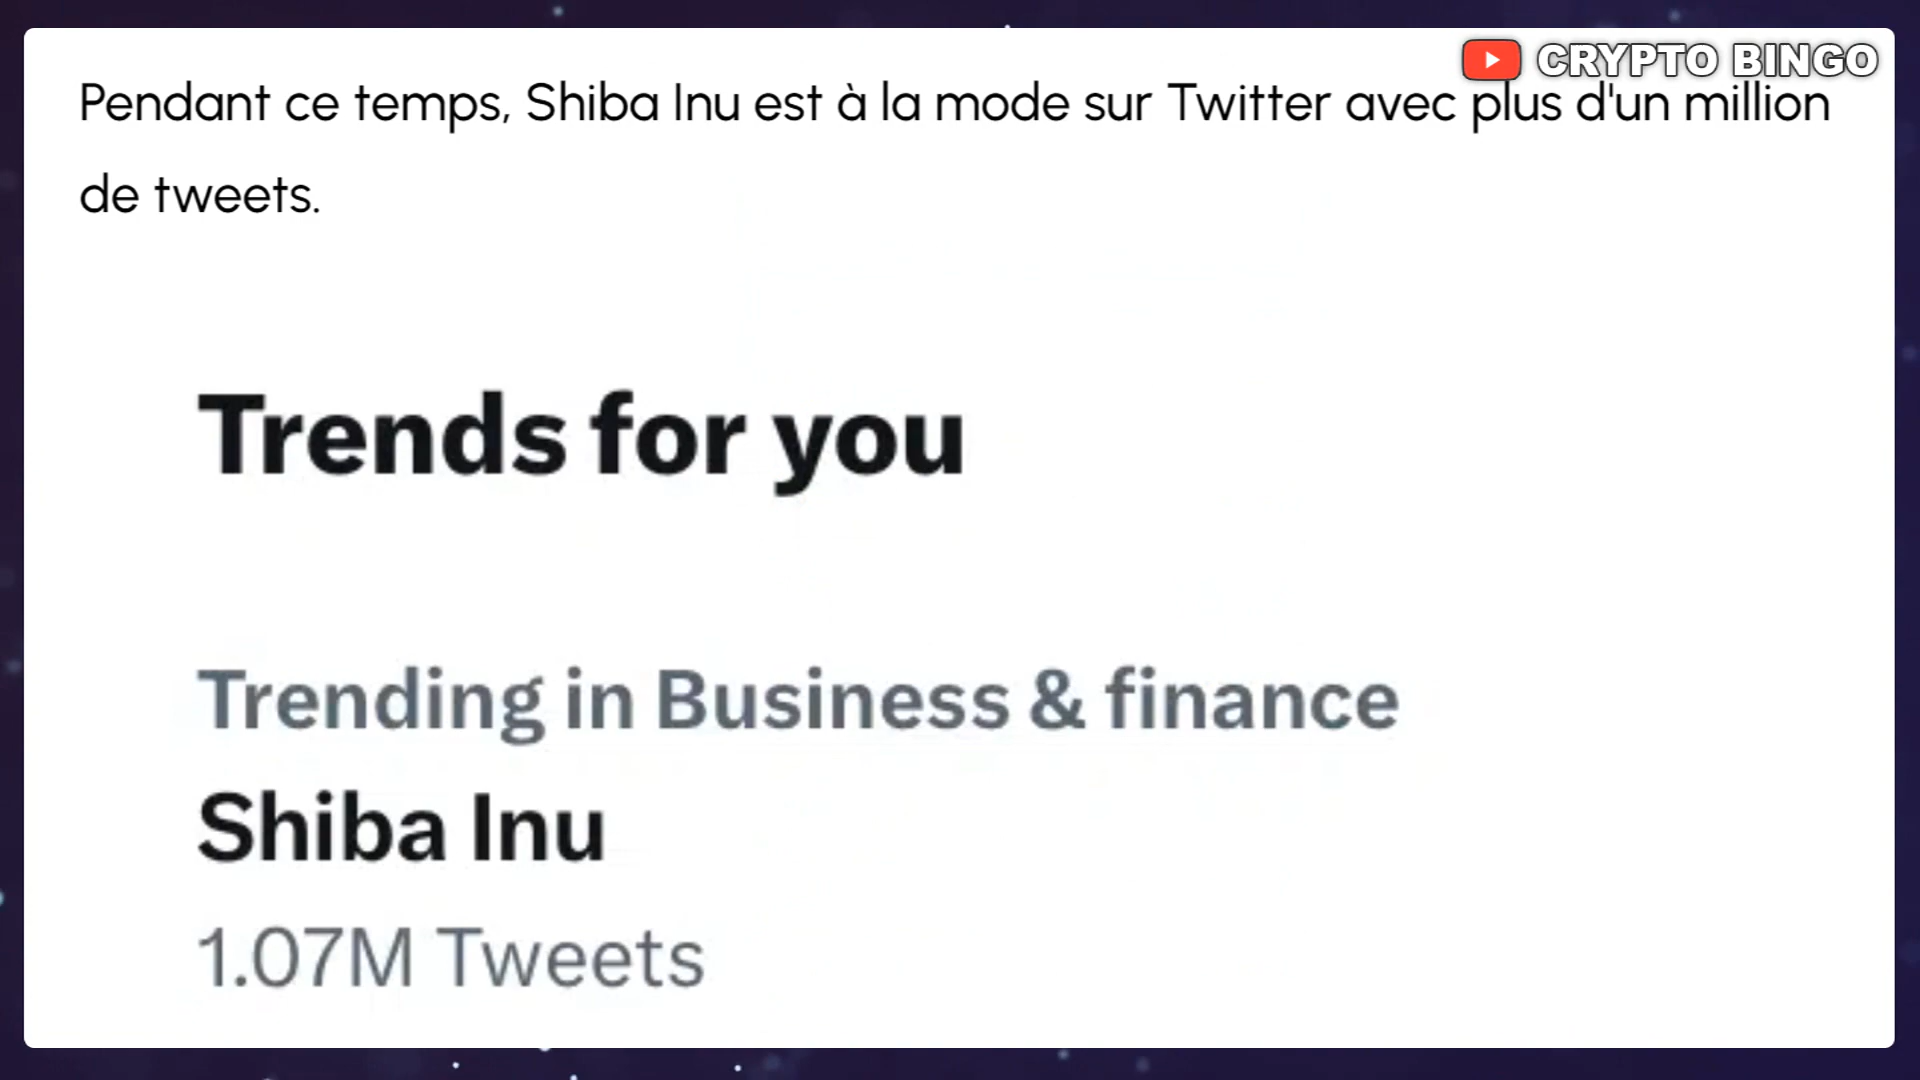 CRYPTO BINGO
Pendant ce temps, Shiba Inu est à la mode sur Twitter avec plus d'un million
de tweets.
Trends for you
Trending in Business & finance
Shiba Inu
1.07M Tweets